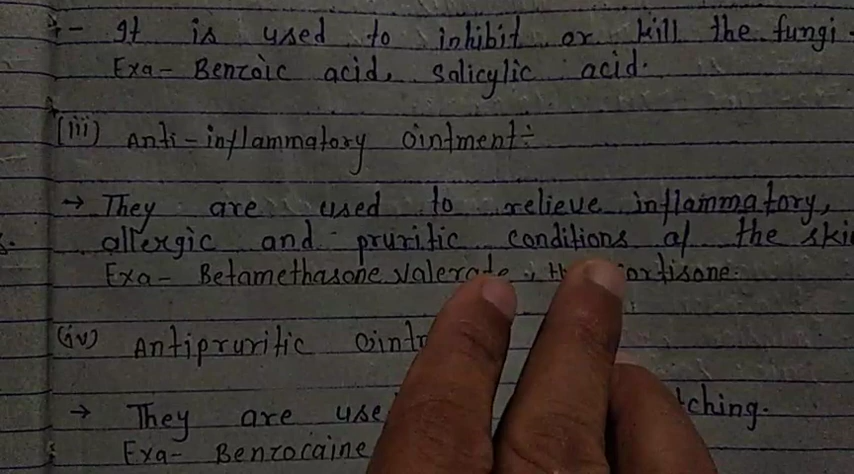 → It is used to inhibit or kill the fungi.
Exa- Benzoic acid, Salicylic acid.
(iii) Anti-inflammatory ointment:-
→ They are used to relieve inflammatory,
allergic and pruritic conditions of the skin
Exa- Betamethasone valerate,
(iv) Antipruritic
→ They are
Exa- Benzocaine